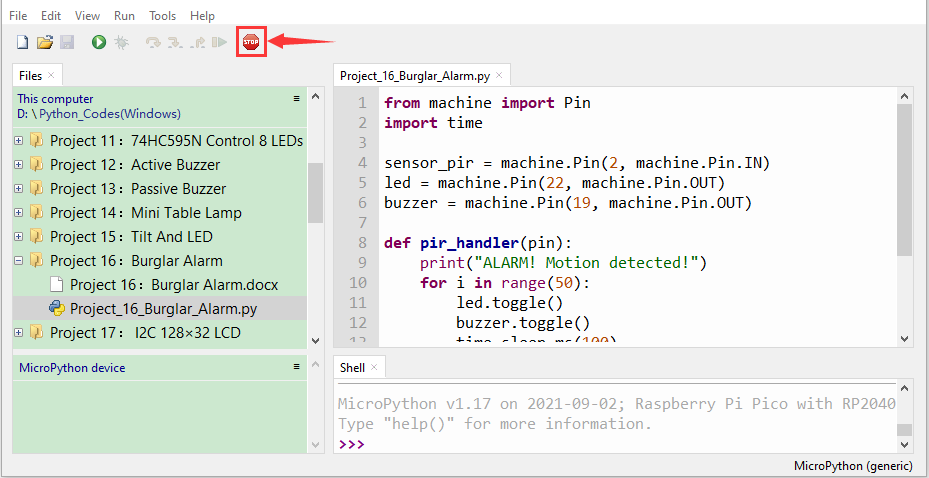 File Edit View Run Tools Help
STOP
Files ×
This computer ≡
D: \ Python_Codes(Windows)
Project 11：74HC595N Control 8 LEDs
Project 12：Active Buzzer
Project 13：Passive Buzzer
Project 14：Mini Table Lamp
Project 15：Tilt And LED
Project 16：Burglar Alarm
Project 16：Burglar Alarm.docx
Project_16_Burglar_Alarm.py
Project 17： I2C 128×32 LCD
MicroPython device ≡
Project_16_Burglar_Alarm.py ×
1 from machine import Pin
2 import time
3
4 sensor_pir = machine.Pin(2, machine.Pin.IN)
5 led = machine.Pin(22, machine.Pin.OUT)
6 buzzer = machine.Pin(19, machine.Pin.OUT)
7
8 def pir_handler(pin):
9 print("ALARM! Motion detected!")
10 for i in range(50):
11 led.toggle()
12 buzzer.toggle()
time.sleep_ms(100)
Shell ×
MicroPython v1.17 on 2021-09-02; Raspberry Pi Pico with RP2040
Type "help()" for more information.
>>>
MicroPython (generic)